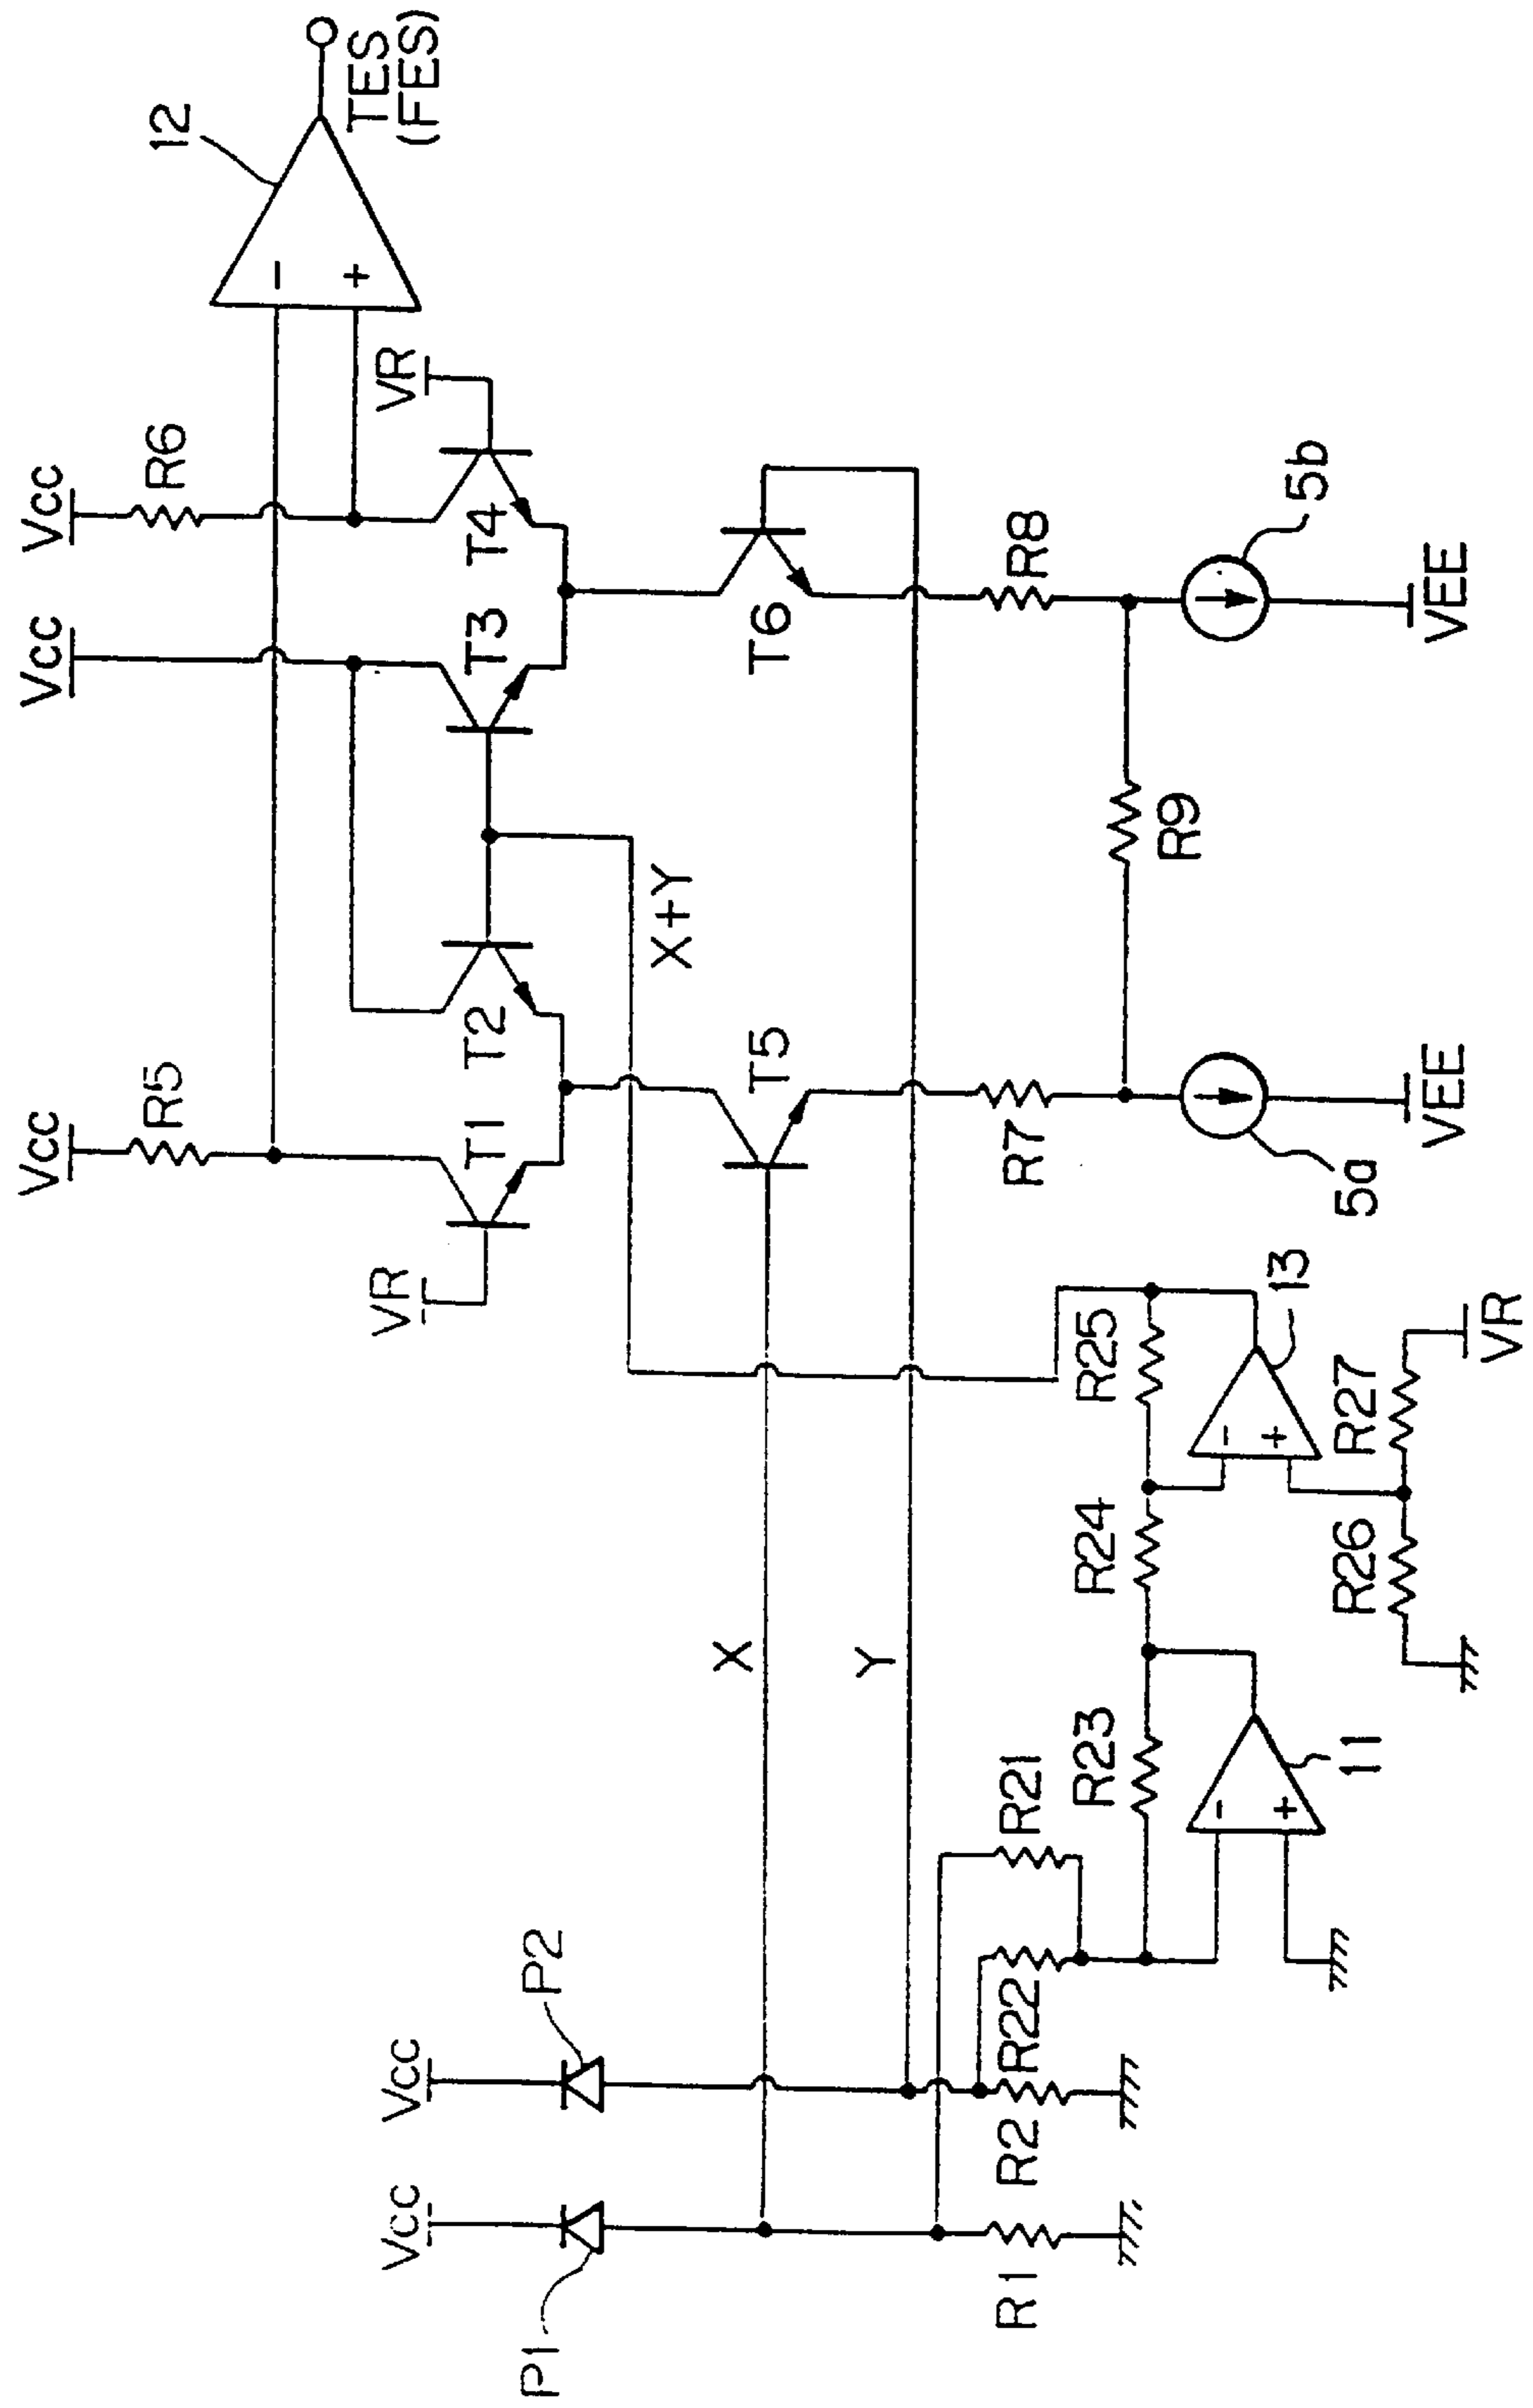 Vcc
R5
Vcc
Vcc
R6
12
TES
(FES)
VR
T1
T2
T3
T4
VR
X+Y
T5
T6
Vcc
P1
Vcc
P2
X
Y
R1
R2
R22
R21
R23
R24
R25
R7
R8
R9
-
+
-
+
-
+
11
13
R26
R27
VR
5a
5b
VEE
VEE